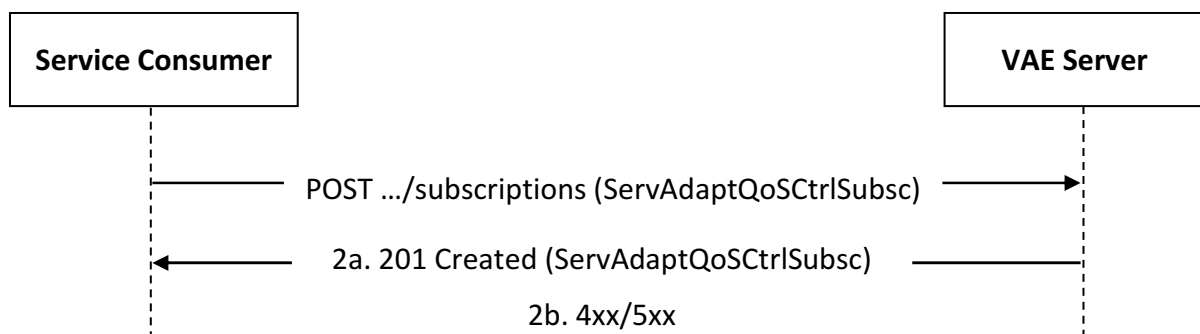 Service Consumer
VAE Server
POST …/subscriptions (ServAdaptQoSCtrlSubsc)
2a. 201 Created (ServAdaptQoSCtrlSubsc)
2b. 4xx/5xx